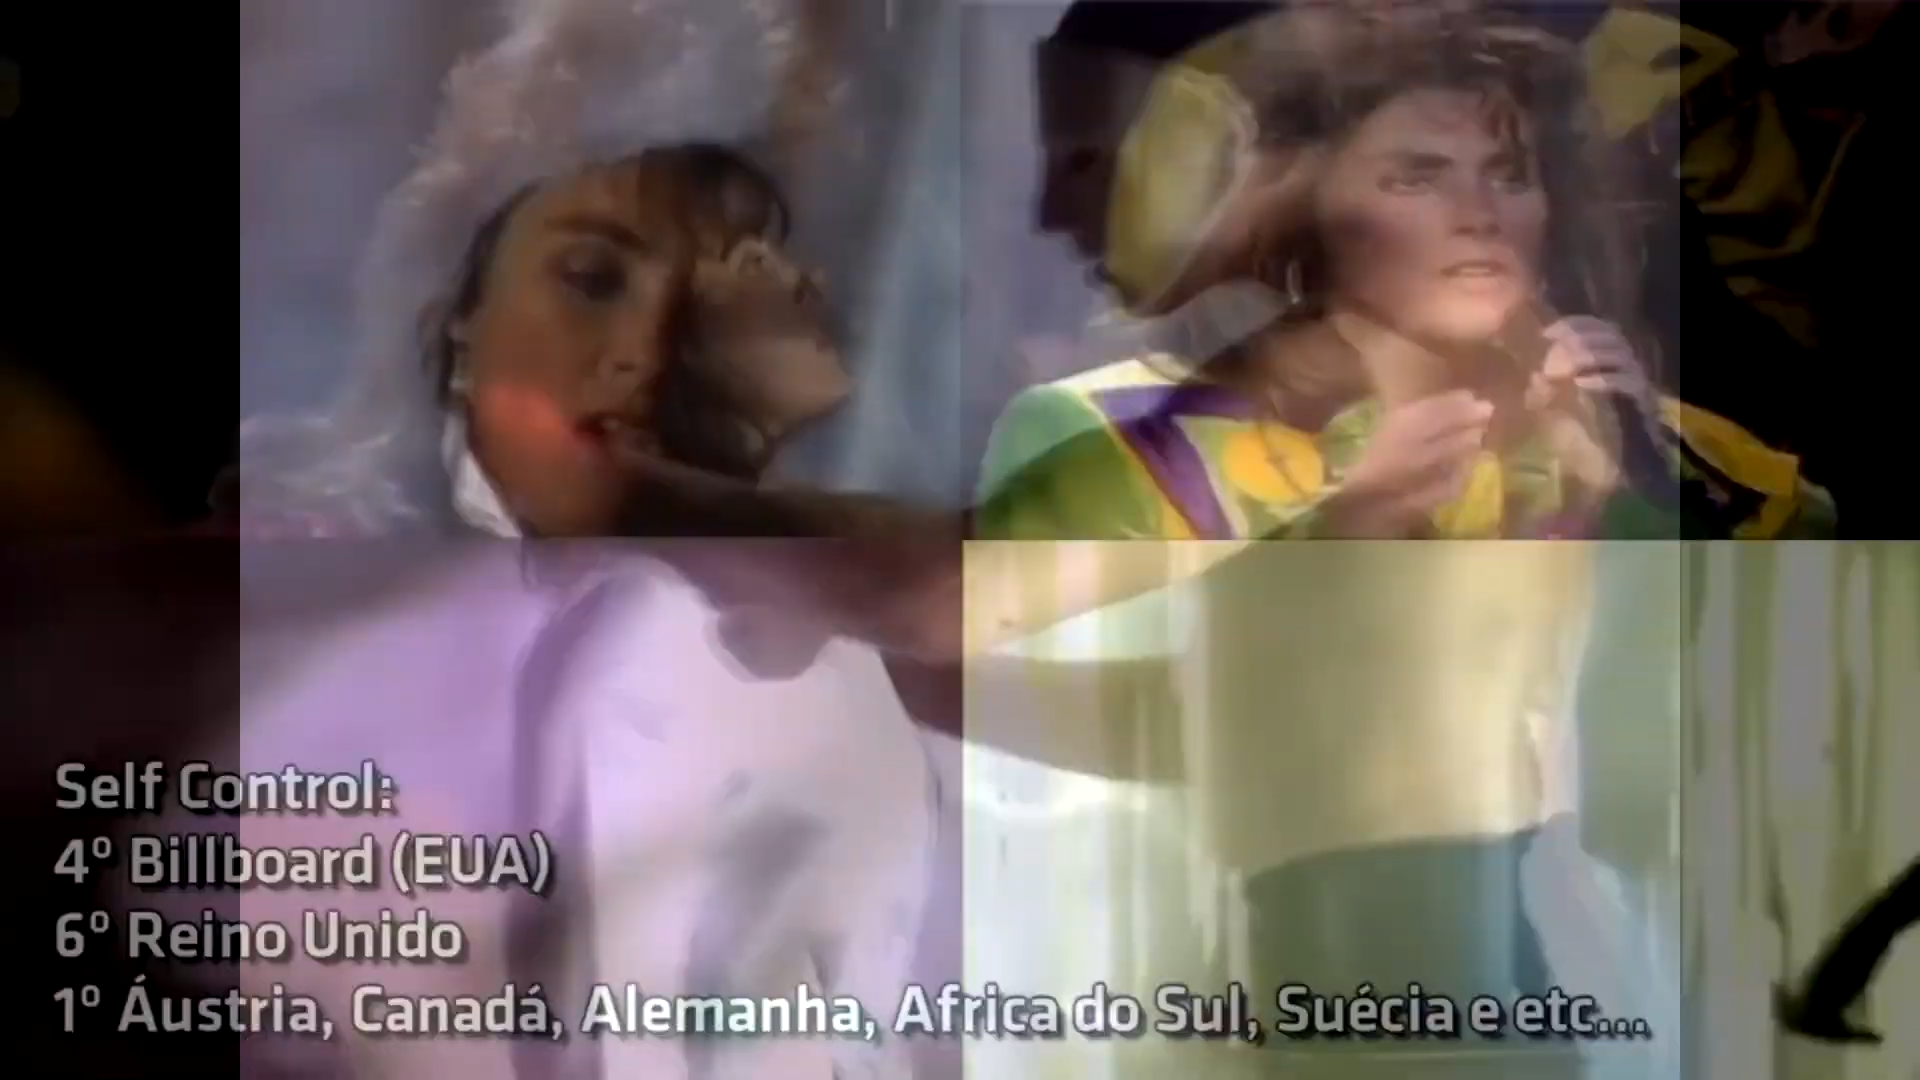 Self Control:
4º Billboard (EUA)
6º Reino Unido
1º Áustria, Canadá, Alemanha, Africa do Sul, Suécia e etc...